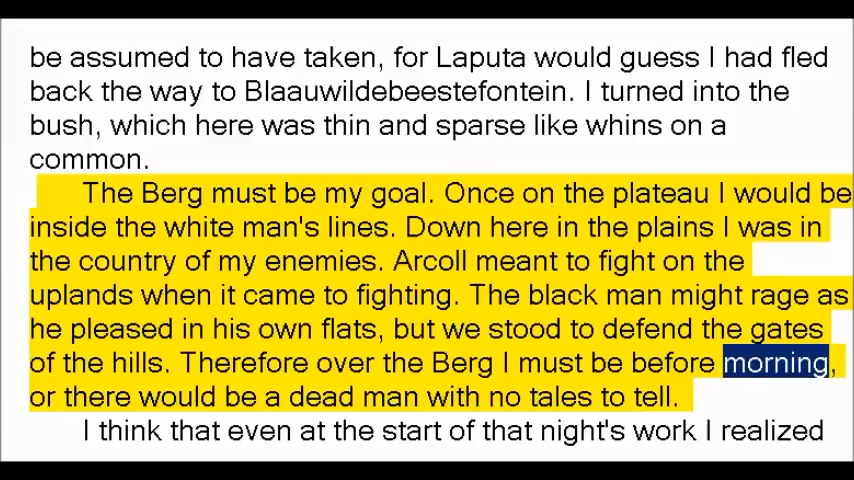 be assumed to have taken, for Laputa would guess I had fled
back the way to Blaauwildebeestefontein. I turned into the
bush, which here was thin and sparse like whins on a
common.
The Berg must be my goal. Once on the plateau I would be
inside the white man's lines. Down here in the plains I was in
the country of my enemies. Arcoll meant to fight on the
uplands when it came to fighting. The black man might rage as
he pleased in his own flats, but we stood to defend the gates
of the hills. Therefore over the Berg I must be before morning,
or there would be a dead man with no tales to tell.
I think that even at the start of that night's work I realized